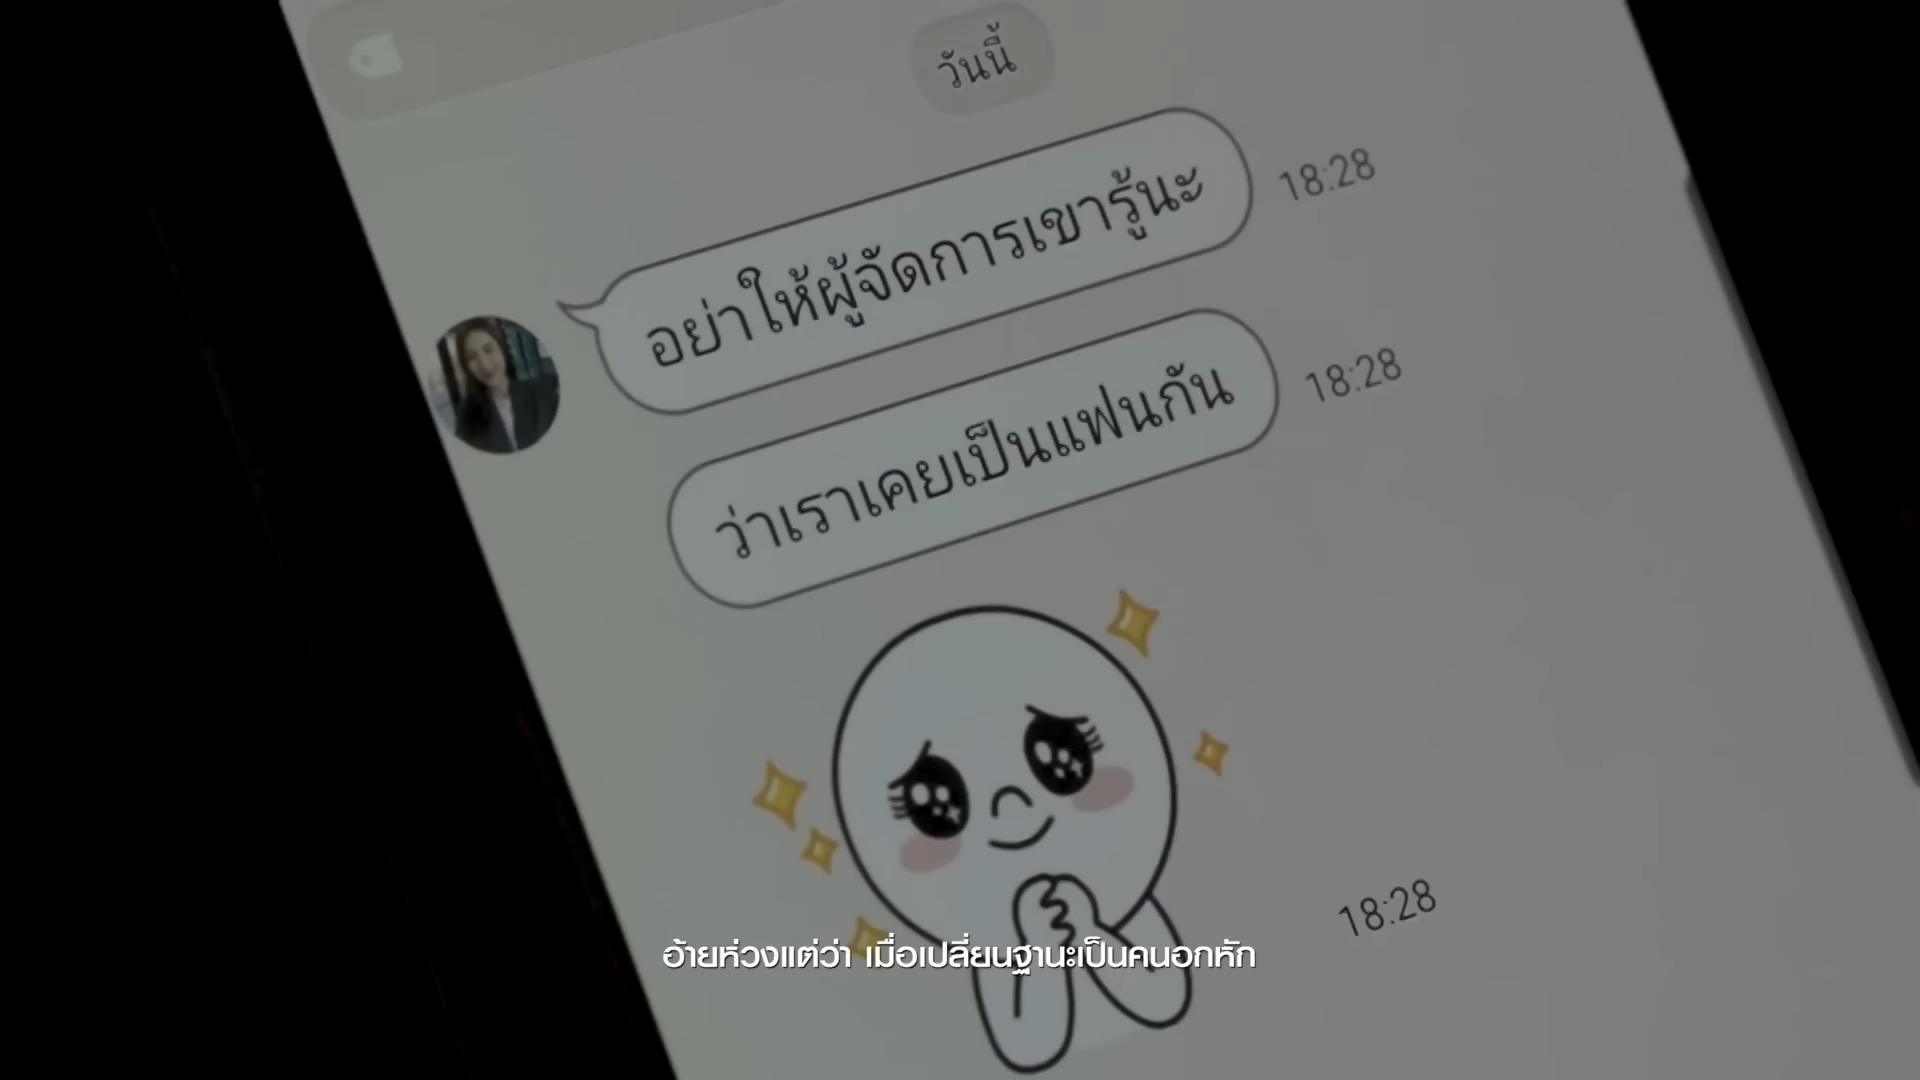 วันนี้
อย่าให้ผู้จัดการเขารู้นะ
18:28
ว่าเราเคยเป็นแฟนกัน
18:28
18:28
อ้ายห่วงแต่ว่า เมื่อเปลี่ยนฐานะเป็นคนอกหัก